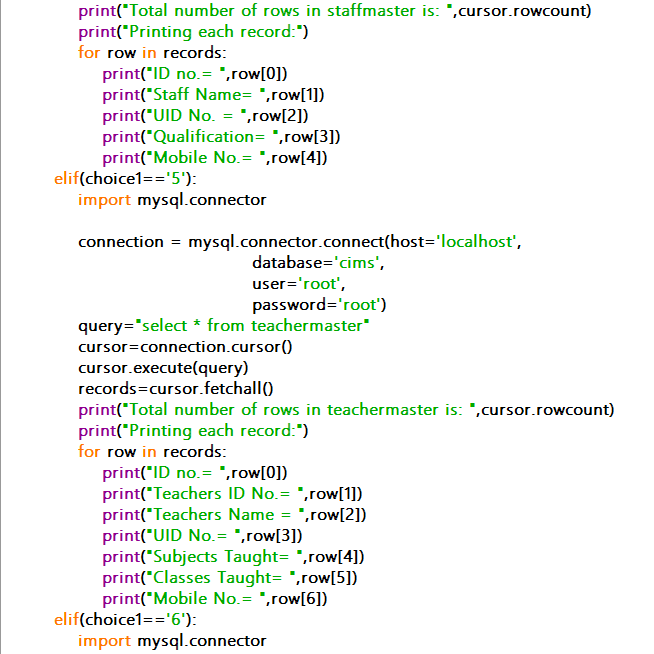 print("Total number of rows in staffmaster is: ",cursor.rowcount)
print("Printing each record:")
for row in records:
print("ID no.= ",row[0])
print("Staff Name= ",row[1])
print("UID No. = ",row[2])
print("Qualification= ",row[3])
print("Mobile No.= ",row[4])
elif(choice1=='5'):
import mysql.connector
connection = mysql.connector.connect(host='localhost',
database='cims',
user='root',
password='root')
query="select * from teachermaster"
cursor=connection.cursor()
cursor.execute(query)
records=cursor.fetchall()
print("Total number of rows in teachermaster is: ",cursor.rowcount)
print("Printing each record:")
for row in records:
print("ID no.= ",row[0])
print("Teachers ID No.= ",row[1])
print("Teachers Name = ",row[2])
print("UID No.= ",row[3])
print("Subjects Taught= ",row[4])
print("Classes Taught= ",row[5])
print("Mobile No.= ",row[6])
elif(choice1=='6'):
import mysql.connector